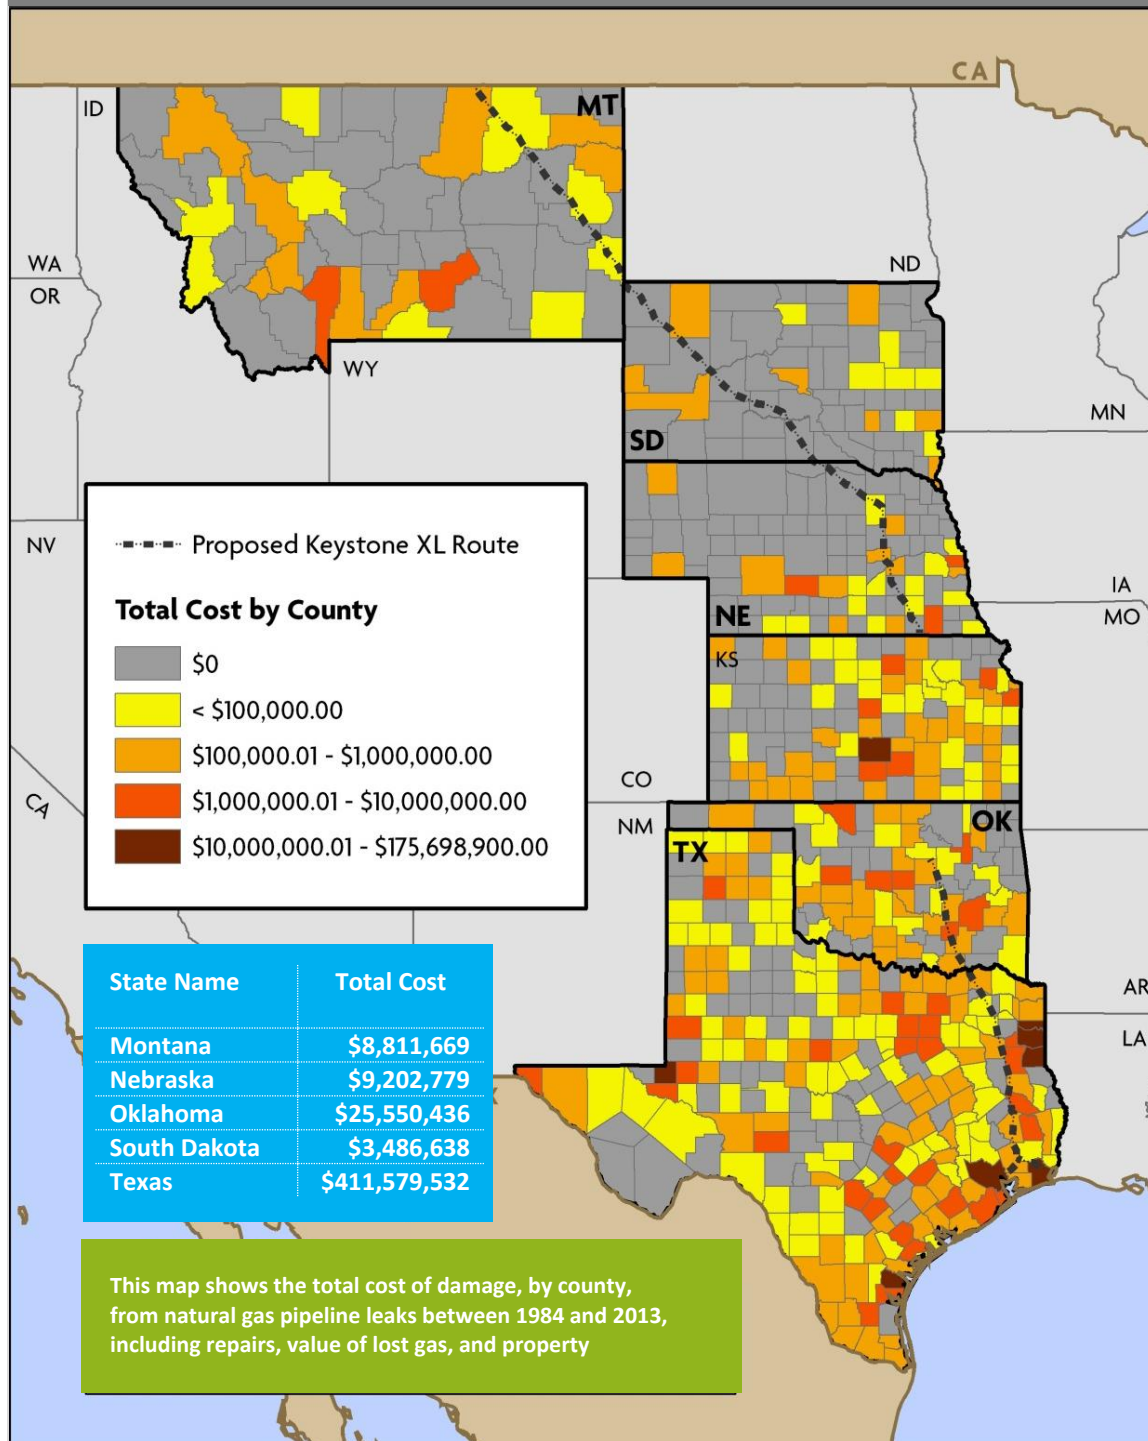 CA
ID
MT
WA
OR
ND
WY
MN
SD
NV
Proposed Keystone XL Route
Total Cost by County
$0
< $100,000.00
$100,000.01 - $1,000,000.00
$1,000,000.01 - $10,000,000.00
$10,000,000.01 - $175,698,900.00
NE
IA
MO
KS
CO
CA
NM
OK
TX
AR
LA
State Name Total Cost
Montana $8,811,669
Nebraska $9,202,779
Oklahoma $25,550,436
South Dakota $3,486,638
Texas $411,579,532
This map shows the total cost of damage, by county,
from natural gas pipeline leaks between 1984 and 2013,
including repairs, value of lost gas, and property